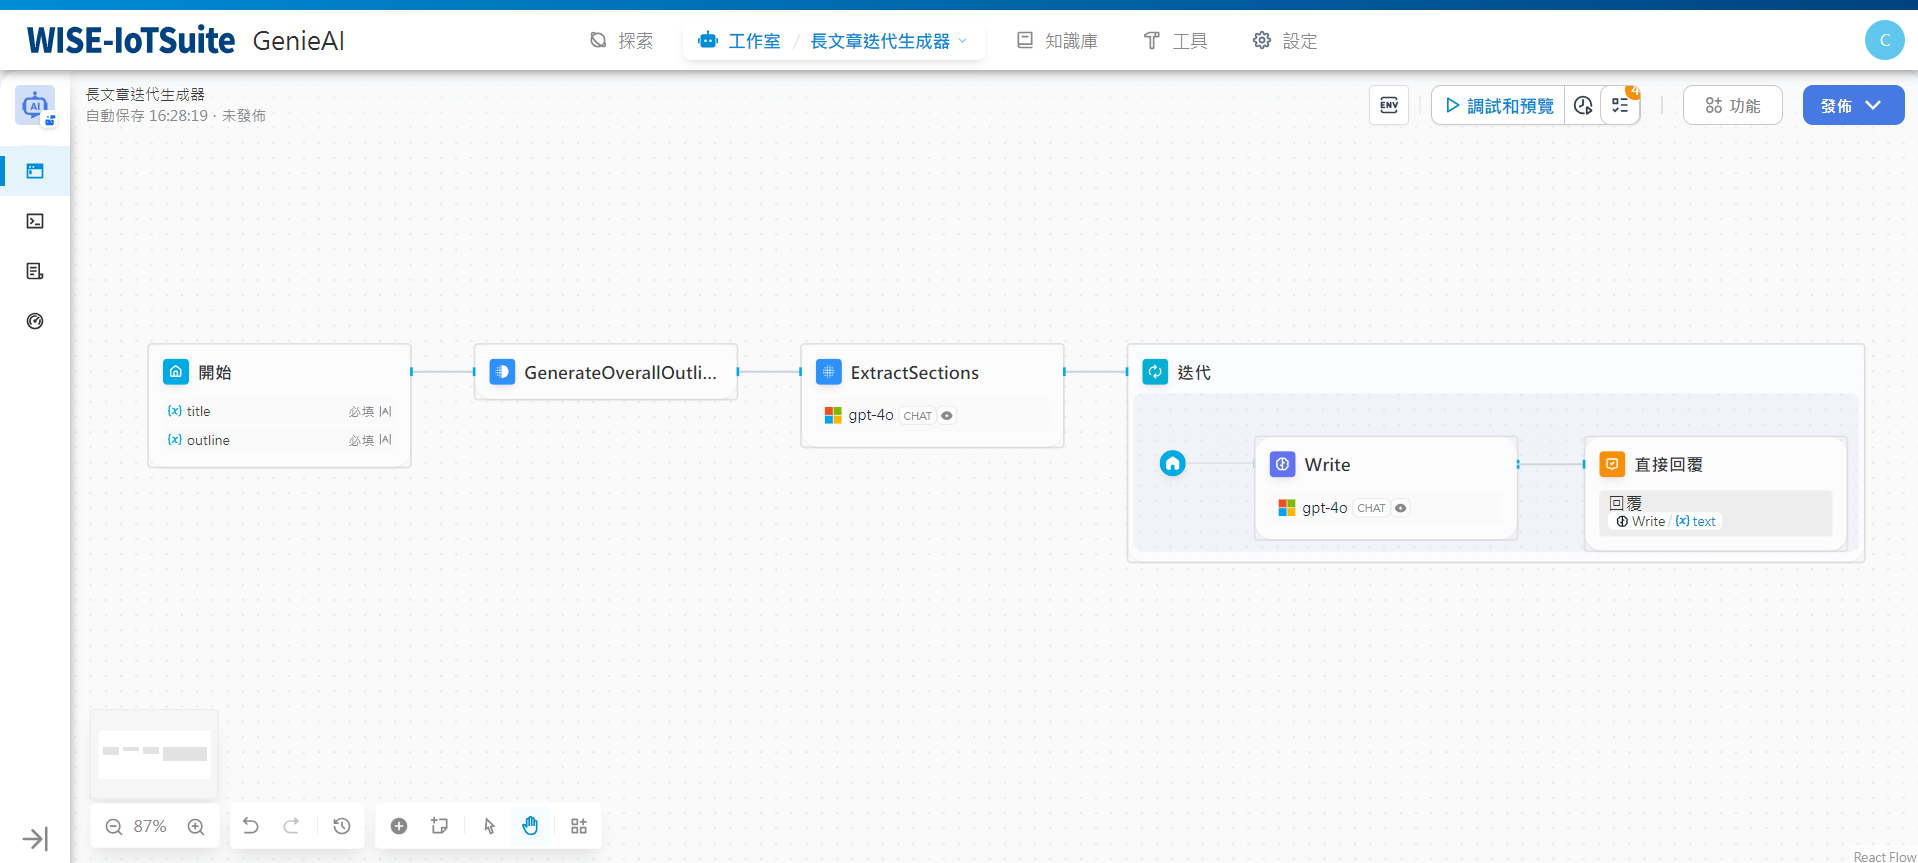 WISE-IoTSuite GenieAI
探索
工作室 / 長文章迭代生成器
知識庫
工具
設定
C
長文章迭代生成器
自動保存 16:28:19 · 未發佈
ENV
調試和預覽
4
功能
發佈
AI
開始
{x} title 必填
{x} outline 必填
GenerateOverallOutli...
ExtractSections
gpt-4o CHAT
迭代
Write
gpt-4o CHAT
直接回覆
回覆
Write / {x} text
87%
React Flow